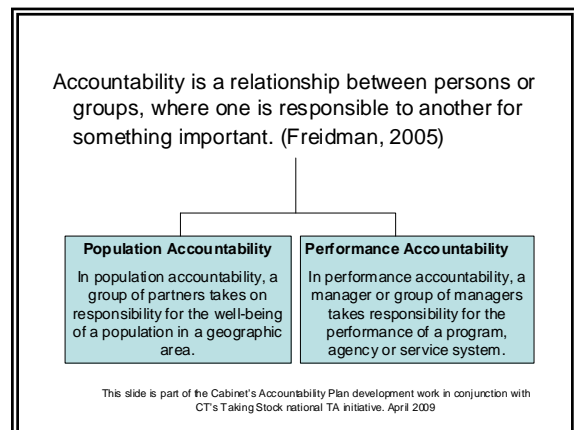 Accountability is a relationship between persons or
groups, where one is responsible to another for
something important. (Freidman, 2005)
Population Accountability
In population accountability, a
group of partners takes on
responsibility for the well-being
of a population in a geographic
area.
Performance Accountability
In performance accountability, a
manager or group of managers
takes responsibility for the
performance of a program,
agency or service system.
This slide is part of the Cabinet's Accountability Plan development work in conjunction with
CT's Taking Stock national TA initiative. April 2009